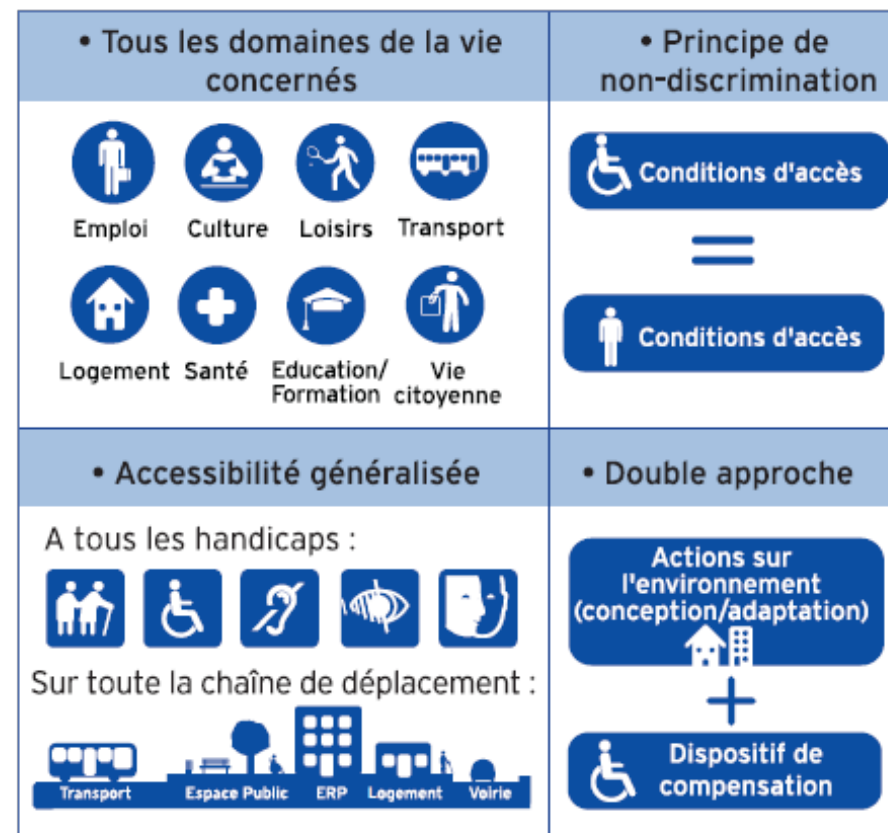 • Tous les domaines de la vie
concernés
Emploi Culture Loisirs Transport
Logement Santé Education/
Formation Vie
citoyenne
• Principe de
non-discrimination
Conditions d'accès
=
Conditions d'accès
• Accessibilité généralisée
A tous les handicaps :
Sur toute la chaîne de déplacement :
Transport Espace Public ERP Logement Voirie
• Double approche
Actions sur
l'environnement
(conception/adaptation)
+
Dispositif de
compensation